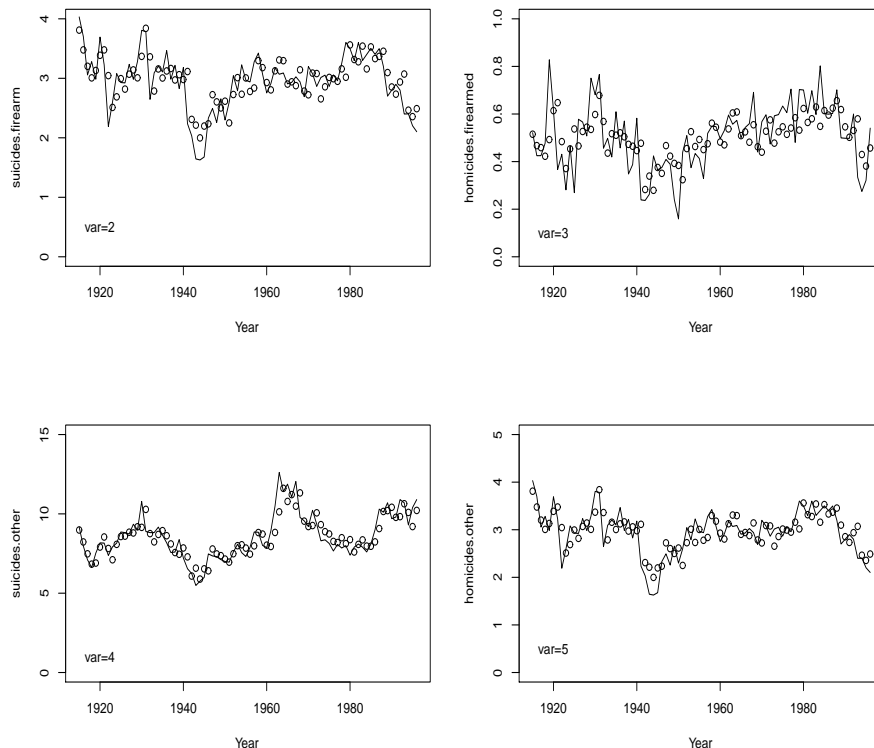 suicides.firearm
4
3
2
1
0
var=2
1920 1940 1960 1980
Year
homicides.firearmed
1.0
0.8
0.6
0.4
0.2
0.0
var=3
1920 1940 1960 1980
Year
suicides.other
15
10
5
0
var=4
1920 1940 1960 1980
Year
homicides.other
5
4
3
2
1
0
var=5
1920 1940 1960 1980
Year